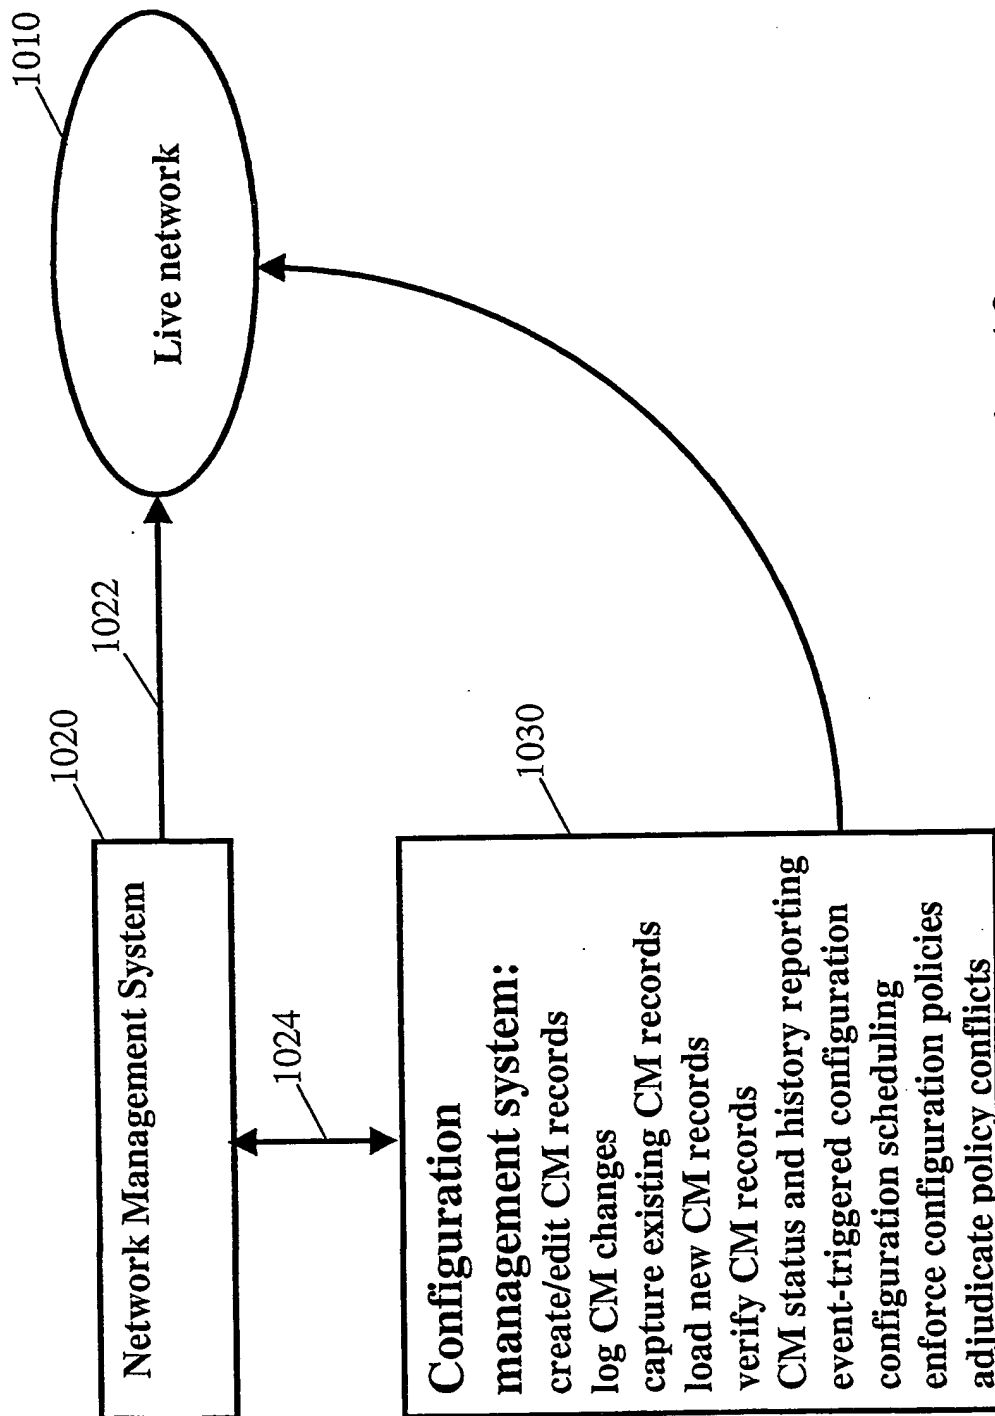 Network Management System
1020
1022
1010
Live network
1024
1030
Configuration
management system:
create/edit CM records
log CM changes
capture existing CM records
load new CM records
verify CM records
CM status and history reporting
event-triggered configuration
configuration scheduling
enforce configuration policies
adjudicate policy conflicts